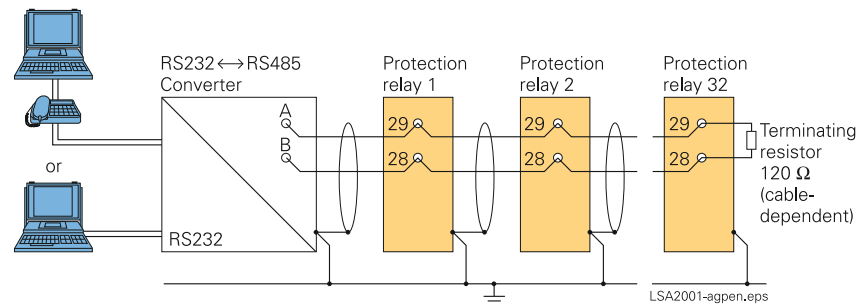 RS232↔RS485
Converter
Protection
relay 1
Protection
relay 2
Protection
relay 32
A
B
29
28
29
28
29
28
or
RS232
Terminating
resistor
120 Ω
(cable-
dependent)
LSA2001-agpen.eps